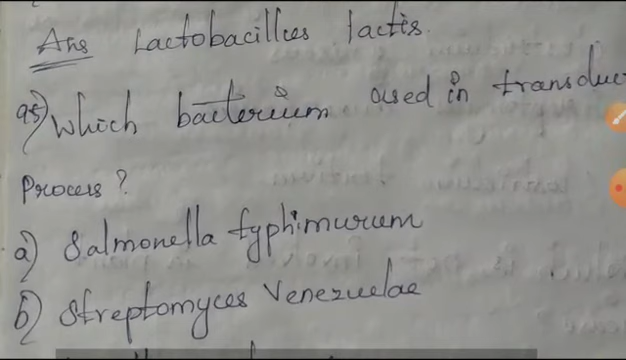 Ans Lactobacillus lactis.
95) Which bacterium used in transduc
Process ?
a) Salmonella typhimurum
b) Streptomyces Venezuelae